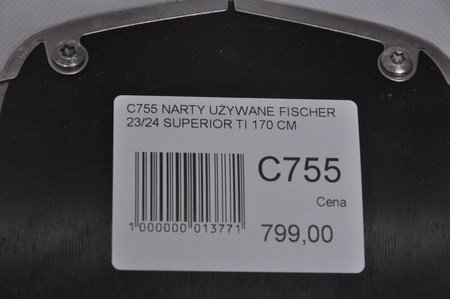 C755 NARTY UŻYWANE FISCHER
23/24 SUPERIOR TI 170 CM
C755
Cena
1 000000 013771
799,00